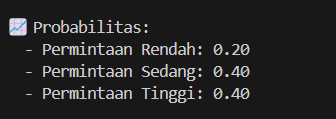 📈 Probabilitas:
- Permintaan Rendah: 0.20
- Permintaan Sedang: 0.40
- Permintaan Tinggi: 0.40